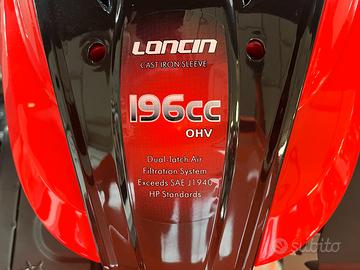 LONCIN
CAST IRON SLEEVE
196cc
OHV
Dual-Latch Air
Filtration System
Exceeds SAE J1940
HP Standards
subito